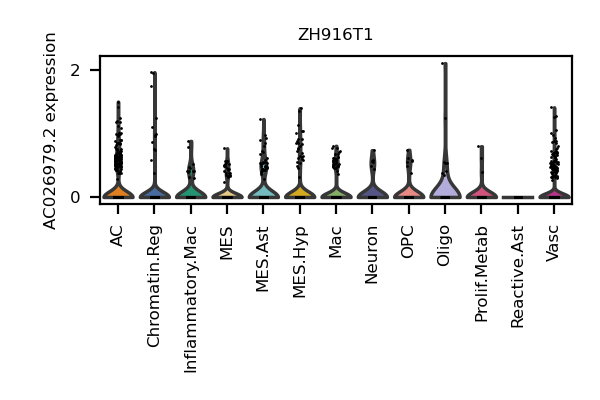 ZH916T1
AC026979.2 expression
2
0
AC
Chromatin.Reg
Inflammatory.Mac
MES
MES.Ast
MES.Hyp
Mac
Neuron
OPC
Oligo
Prolif.Metab
Reactive.Ast
Vasc